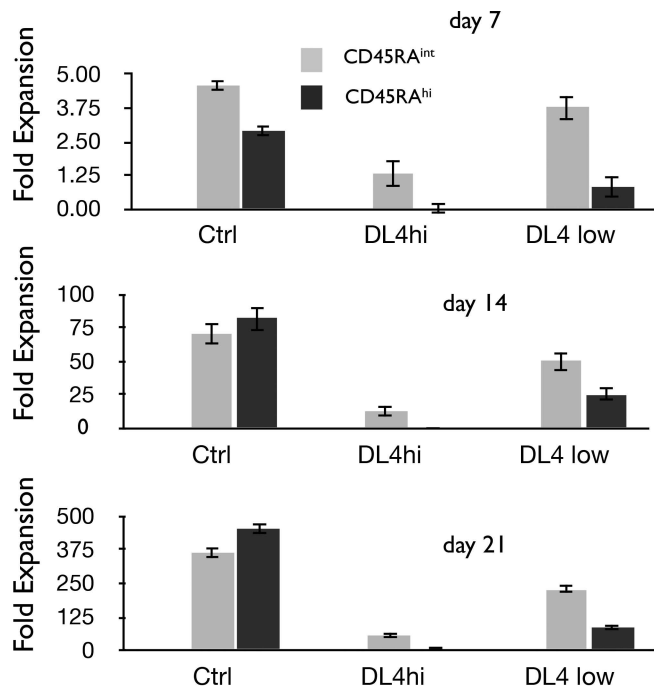 day 7
CD45RAint
CD45RAhi
Fold Expansion
5.00
3.75
2.50
1.25
0.00
Ctrl DL4hi DL4 low
day 14
Fold Expansion
100
75
50
25
0
Ctrl DL4hi DL4 low
day 21
Fold Expansion
500
375
250
125
0
Ctrl DL4hi DL4 low